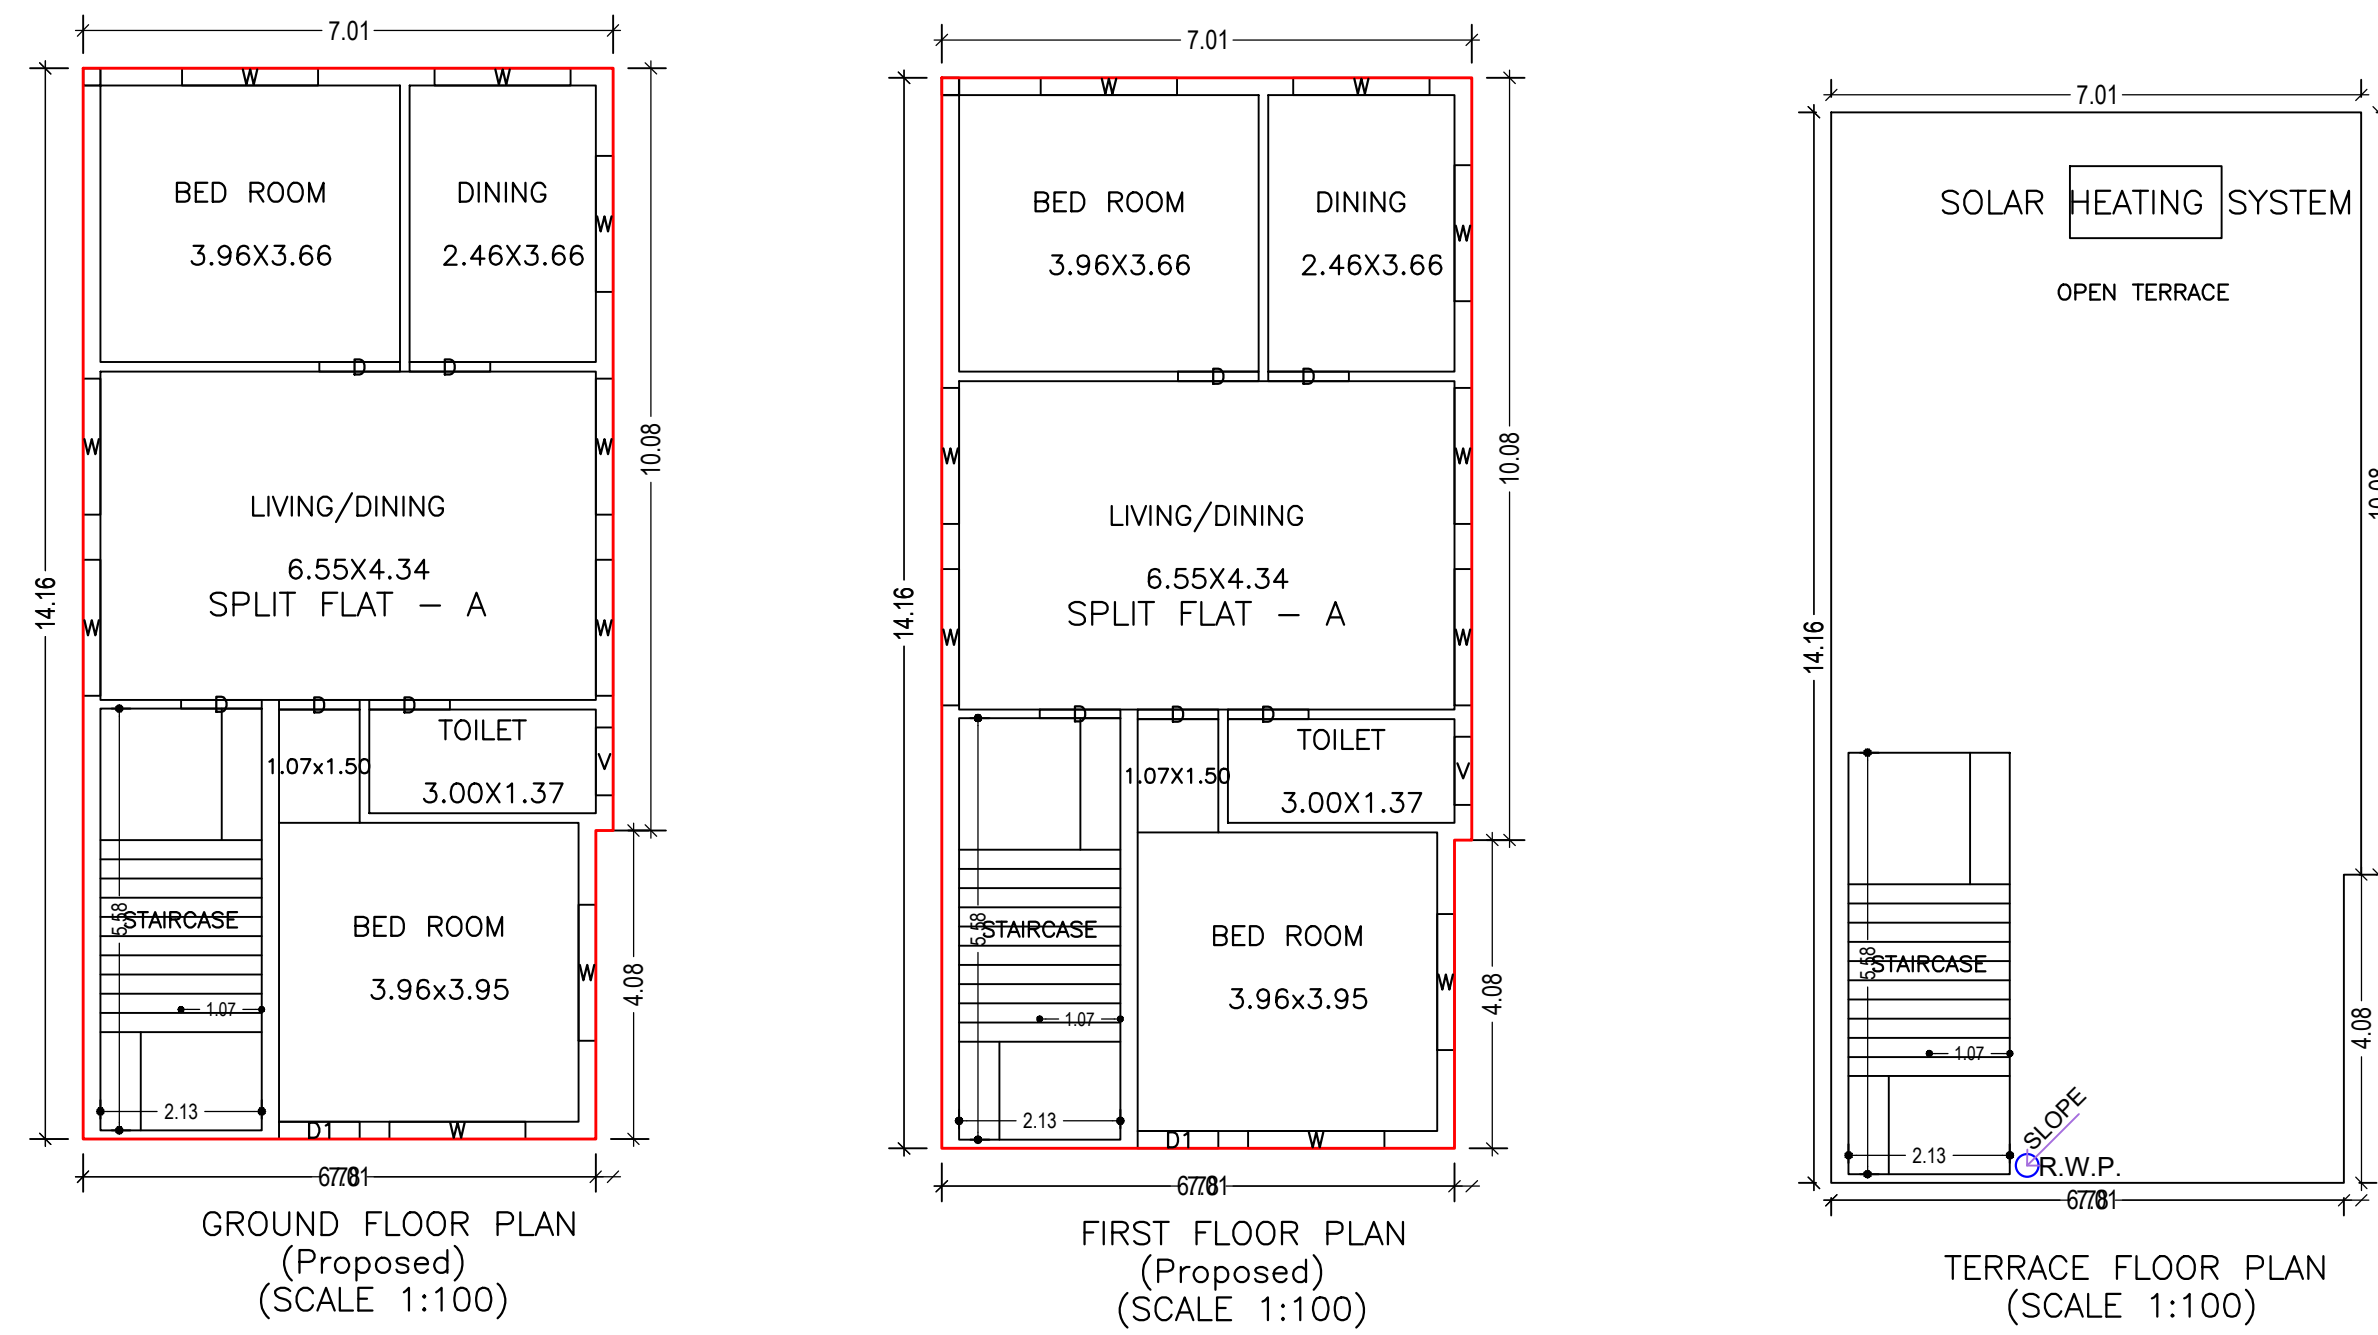 7.01
W W
BED ROOM DINING
3.96X3.66 2.46X3.66
W
D D
10.08
W W
LIVING/DINING
6.55X4.34
SPLIT FLAT - A
14.16
W W
D D D
TOILET
1.07x1.50
V
3.00X1.37
5.58
STAIRCASE
BED ROOM
3.96x3.95
W
4.08
1.07
2.13
D1 W
GROUND FLOOR PLAN
(Proposed)
(SCALE 1:100)
7.01
W W
BED ROOM DINING
3.96X3.66 2.46X3.66
W
D D
10.08
W W
LIVING/DINING
6.55X4.34
SPLIT FLAT - A
14.16
W W
D D D
TOILET
1.07X1.50
V
3.00X1.37
5.58
STAIRCASE
BED ROOM
3.96x3.95
W
4.08
1.07
2.13
D1 W
FIRST FLOOR PLAN
(Proposed)
(SCALE 1:100)
7.01
SOLAR HEATING SYSTEM
OPEN TERRACE
14.16
5.58
STAIRCASE
4.08
1.07
SLOPE
2.13
R.W.P.
TERRACE FLOOR PLAN
(SCALE 1:100)